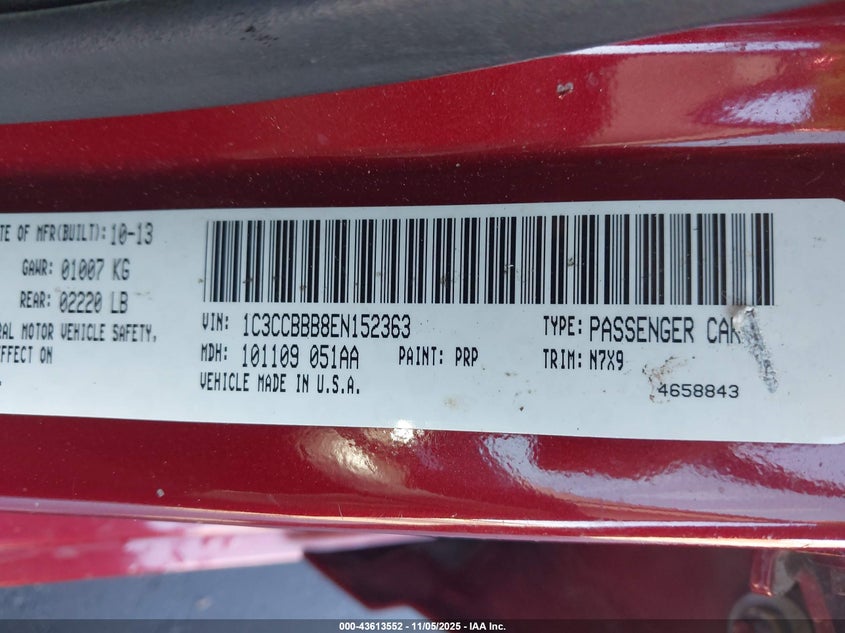 TE OF MFR(BUILT): 10-13
GAWR: 01007 KG
REAR: 02220 LB
RAL MOTOR VEHICLE SAFETY,
EFFECT ON
VIN: 1C3CCBBB8EN152363
TYPE: PASSENGER CAR
MDH: 101109 051AA
PAINT: PRP
TRIM: N7X9
VEHICLE MADE IN U.S.A.
4658843
000-43613552 - 11/05/2025 - IAA Inc.